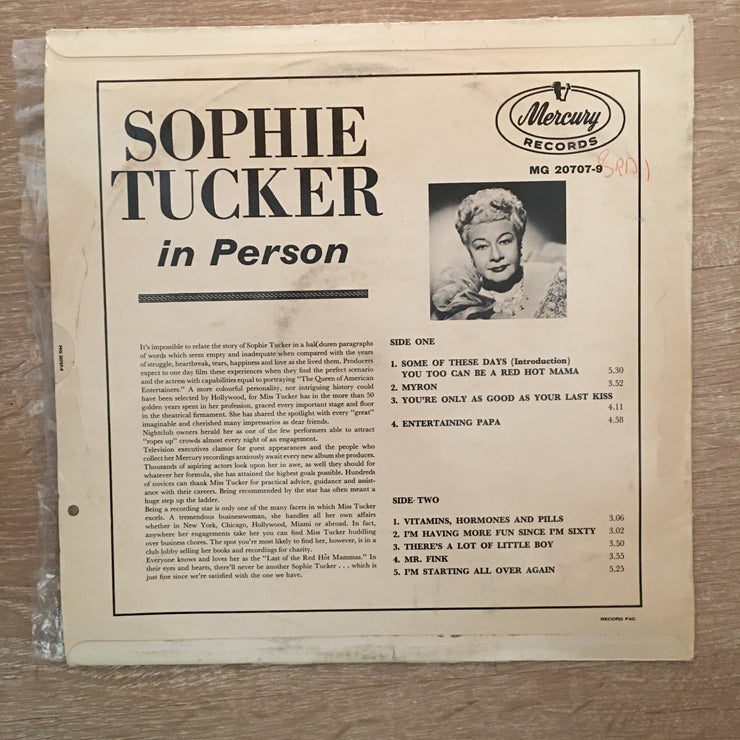 SOPHIE
TUCKER
in Person
Mercury
RECORDS
MG 20707-9
It's impossible to relate the story of Sophie Tucker in a half dozen paragraphs
of words which seem empty and inadequate when compared with the years
of struggle, heartbreak, tears, happiness and love as she lived them. Producers
expect to one day film these experiences when they find the perfect scenario
and the actress with capabilities equal to portraying "The Queen of American
Entertainers." A more colourful personality, not intriguing history could
have been selected by Hollywood, for Miss Tucker has in the more than 50
golden years spent in her profession, graced every important stage and floor
in the theatrical firmament. She has shared the spotlight with every "great"
imaginable and cherished many impressarios as dear friends.
Nightclub owners herald her as one of the few performers able to attract
"ropes up" crowds almost every night of an engagement.
Television executives clamor for guest appearances and the people who
collect her Mercury recordings anxiously await every new album she produces.
Thousands of aspiring actors look upon her in awe, as well they should for
whatever her formula, she has attained the highest goals possible. Hundreds
of novices can thank Miss Tucker for practical advice, guidance and assist-
ance with their careers. Being recommended by the star has often meant a
huge step up the ladder.
Being a recording star is only one of the many facets in which Miss Tucker
excels. A tremendous businesswoman, she handles all her own affairs
whether in New York, Chicago, Hollywood, Miami or abroad. In fact,
anywhere her engagements take her you can find Miss Tucker huddling
over business chores. The spot you're most likely to find her, however, is in a
club lobby selling her books and recordings for charity.
Everyone knows and loves her as the "Last of the Red Hot Mammas." In
their eyes and hearts, there'll never be another Sophie Tucker . . . which is
just fine since we're satisfied with the one we have.
SIDE ONE
1. SOME OF THESE DAYS (Introduction)
YOU TOO CAN BE A RED HOT MAMA 5.30
2. MYRON 3.52
3. YOU'RE ONLY AS GOOD AS YOUR LAST KISS
4.11
4. ENTERTAINING PAPA 4.58
SIDE TWO
1. VITAMINS, HORMONES AND PILLS 3.06
2. I'M HAVING MORE FUN SINCE I'M SIXTY 3.02
3. THERE'S A LOT OF LITTLE BOY 3.50
4. MR. FINK 3.55
5. I'M STARTING ALL OVER AGAIN 5.25
RECORD PAC